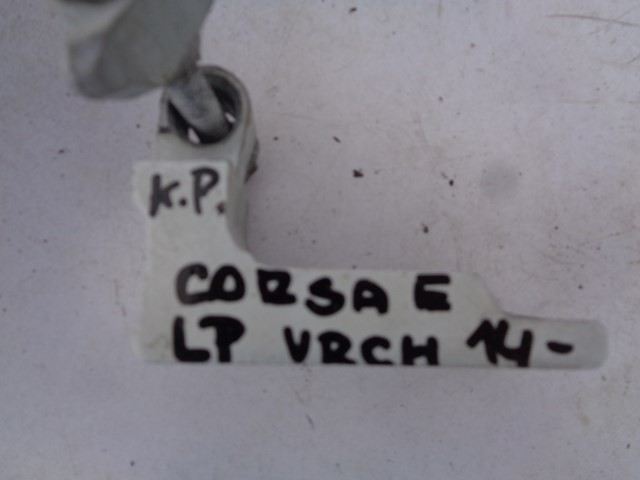 K.P.
CORSA E
LP VRCH 14-